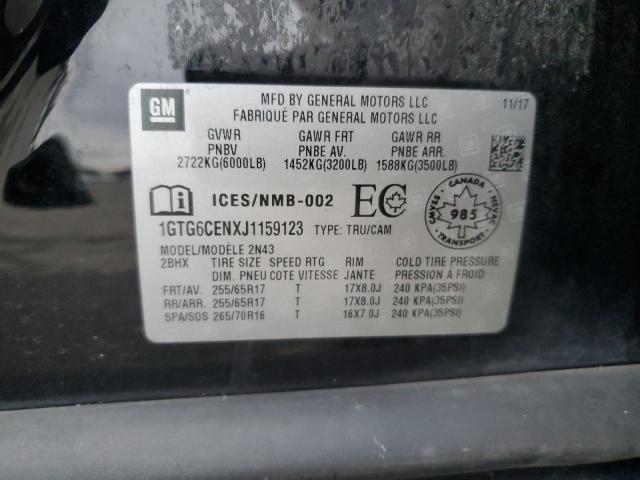 GM
MFD BY GENERAL MOTORS LLC
11/17
FABRIQUÉ PAR GENERAL MOTORS LLC
GVWR GAWR FRT GAWR RR
PNBV PNBE AV. PNBE ARR.
2722KG(6000LB) 1452KG(3200LB) 1588KG(3500LB)
ICES/NMB-002 EC
CANADA
CMVSS 985 NSVAC
TRANSPORT
1GTG6CENXJ1159123 TYPE: TRU/CAM
MODEL/MODÈLE 2N43
2BHX TIRE SIZE SPEED RTG RIM COLD TIRE PRESSURE
DIM. PNEU COTE VITESSE JANTE PRESSION A FROID
FRT/AV. 255/65R17 T 17X8.0J 240 KPA(35PSI)
RR/ARR. 255/65R17 T 17X8.0J 240 KPA(35PSI)
SPA/SOS 265/70R16 T 16X7.0J 240 KPA(35PSI)